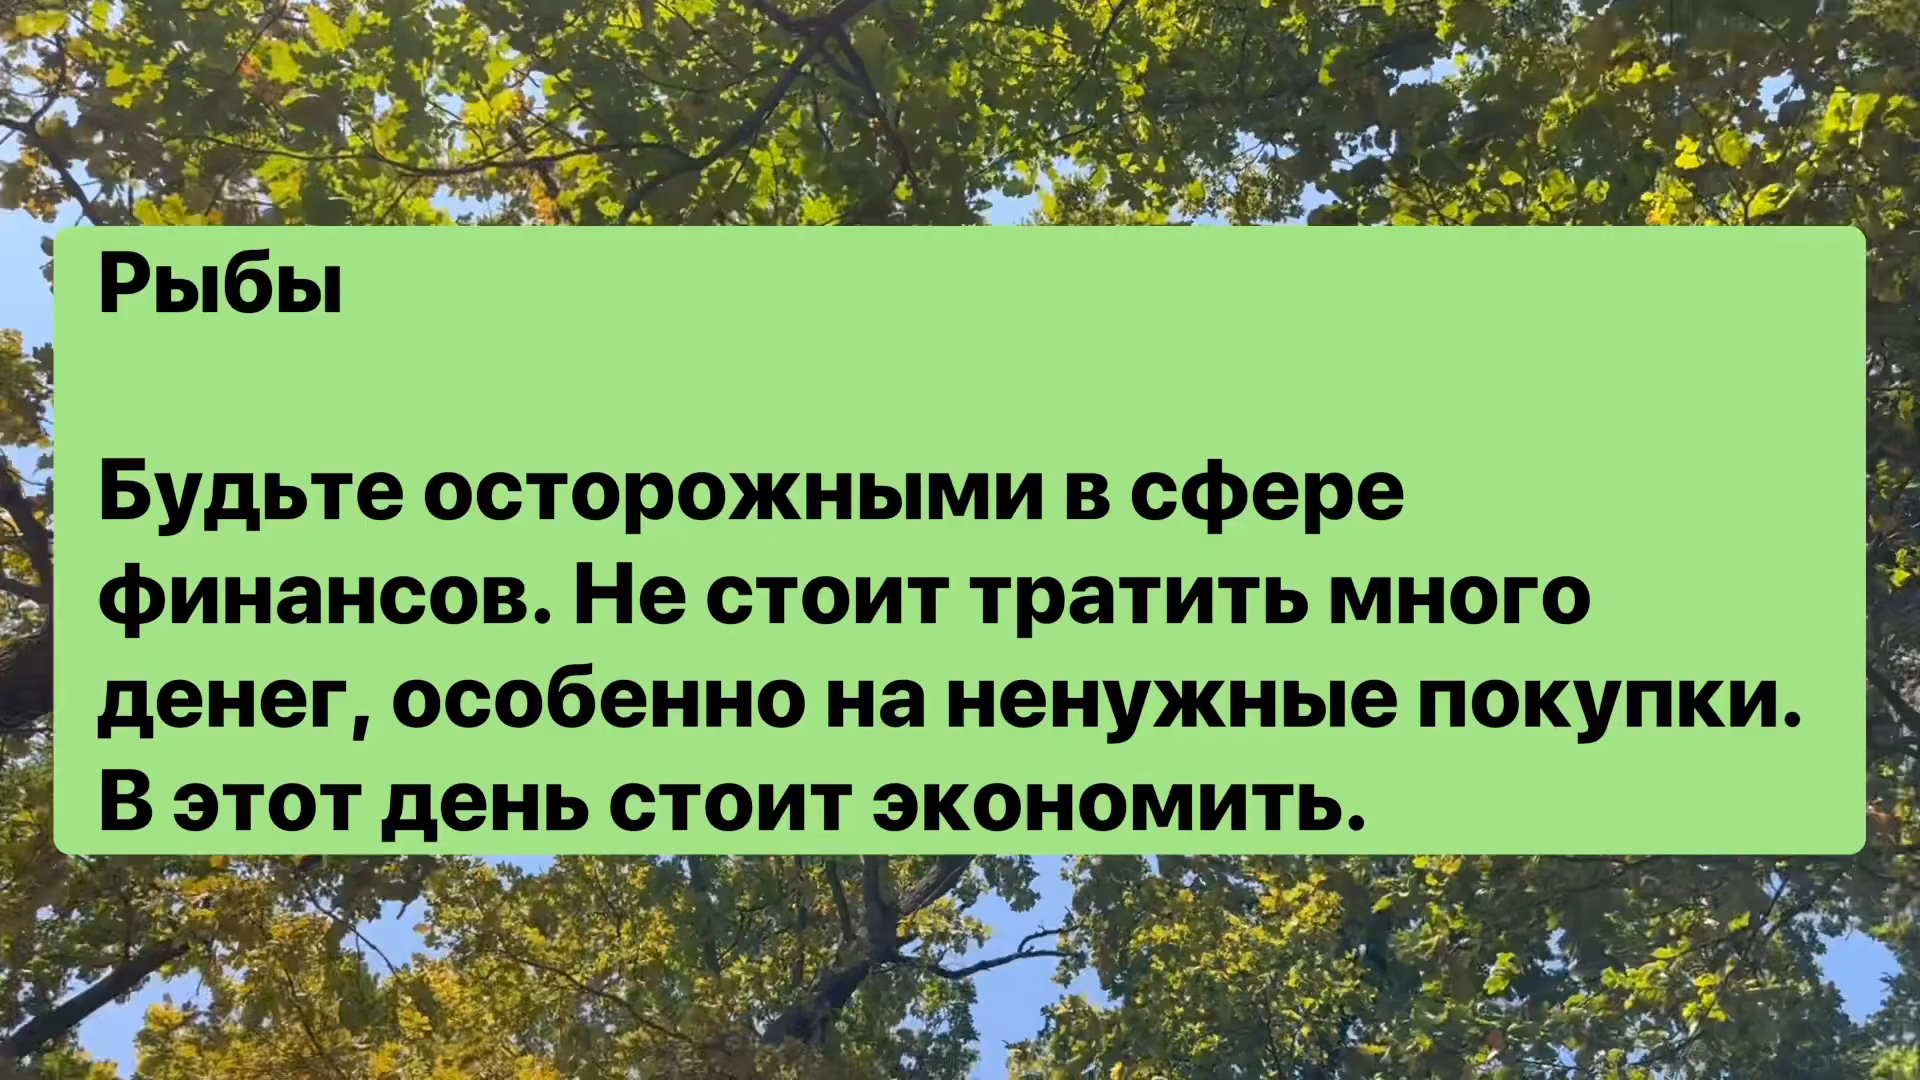 Рыбы
Будьте осторожными в сфере
финансов. Не стоит тратить много
денег, особенно на ненужные покупки.
В этот день стоит экономить.